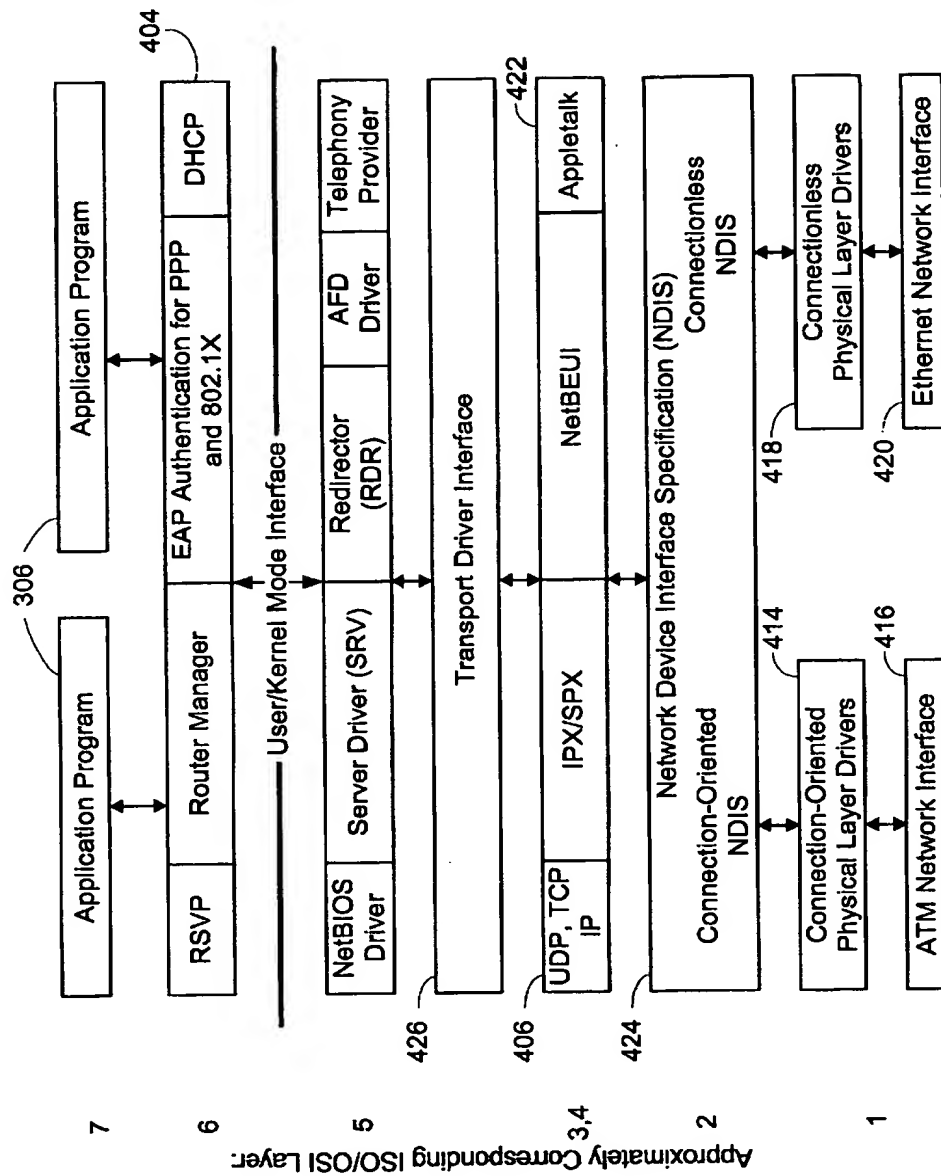 306
Application Program
Application Program
7
404
RSVP
Router Manager
EAP Authentication for PPP
and 802.1X
DHCP
6
User/Kernel Mode Interface
NetBIOS
Driver
Server Driver (SRV)
Redirector
(RDR)
AFD
Driver
Telephony
Provider
5
426
Transport Driver Interface
422
406
UDP, TCP
IP
IPX/SPX
NetBEUI
Appletalk
3,4
424
Network Device Interface Specification (NDIS)
Connection-Oriented
NDIS
Connectionless
NDIS
2
414
Connection-Oriented
Physical Layer Drivers
418
Connectionless
Physical Layer Drivers
416
ATM Network Interface
420
Ethernet Network Interface
1
Approximately Corresponding ISO/OSI Layer.